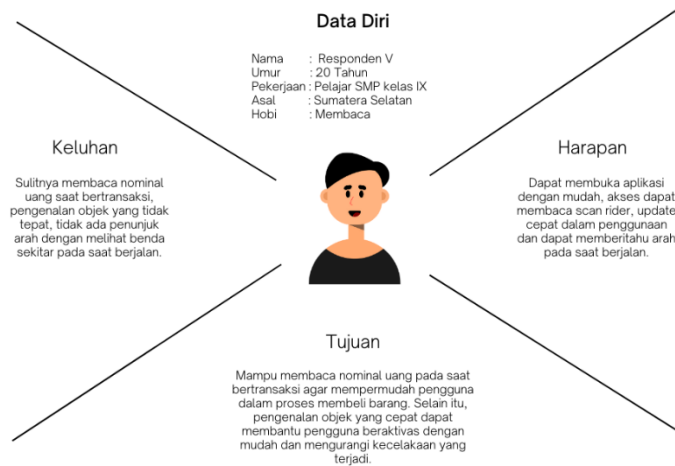 Data Diri
Nama : Responden V
Umur : 20 Tahun
Pekerjaan : Pelajar SMP kelas IX
Asal : Sumatera Selatan
Hobi : Membaca
Keluhan
Sulitnya membaca nominal
uang saat bertransaksi,
pengenalan objek yang tidak
tepat, tidak ada penunjuk
arah dengan melihat benda
sekitar pada saat berjalan.
Harapan
Dapat membuka aplikasi
dengan mudah, akses dapat
membaca scan rider, update
cepat dalam penggunaan
dan dapat memberitahu arah
pada saat berjalan.
Tujuan
Mampu membaca nominal uang pada saat
bertransaksi agar mempermudah pengguna
dalam proses membeli barang. Selain itu,
pengenalan objek yang cepat dapat
membantu pengguna beraktivas dengan
mudah dan mengurangi kecelakaan yang
terjadi.